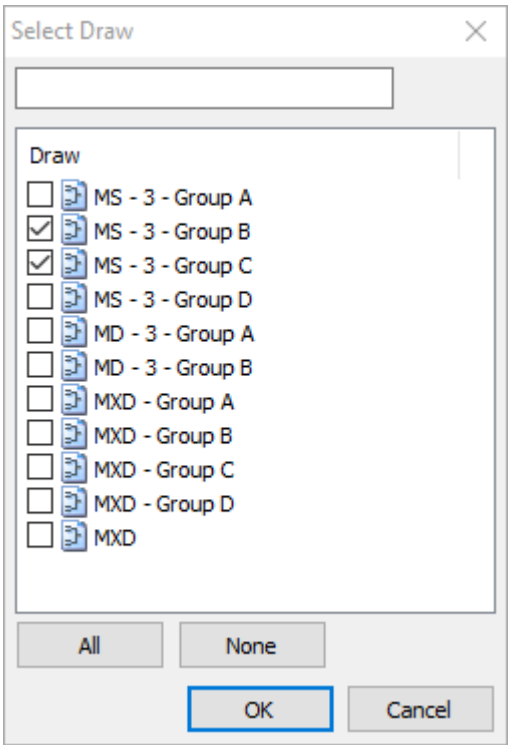 Select Draw
Draw
MS - 3 - Group A
MS - 3 - Group B
MS - 3 - Group C
MS - 3 - Group D
MD - 3 - Group A
MD - 3 - Group B
MXD - Group A
MXD - Group B
MXD - Group C
MXD - Group D
MXD
All None
OK Cancel